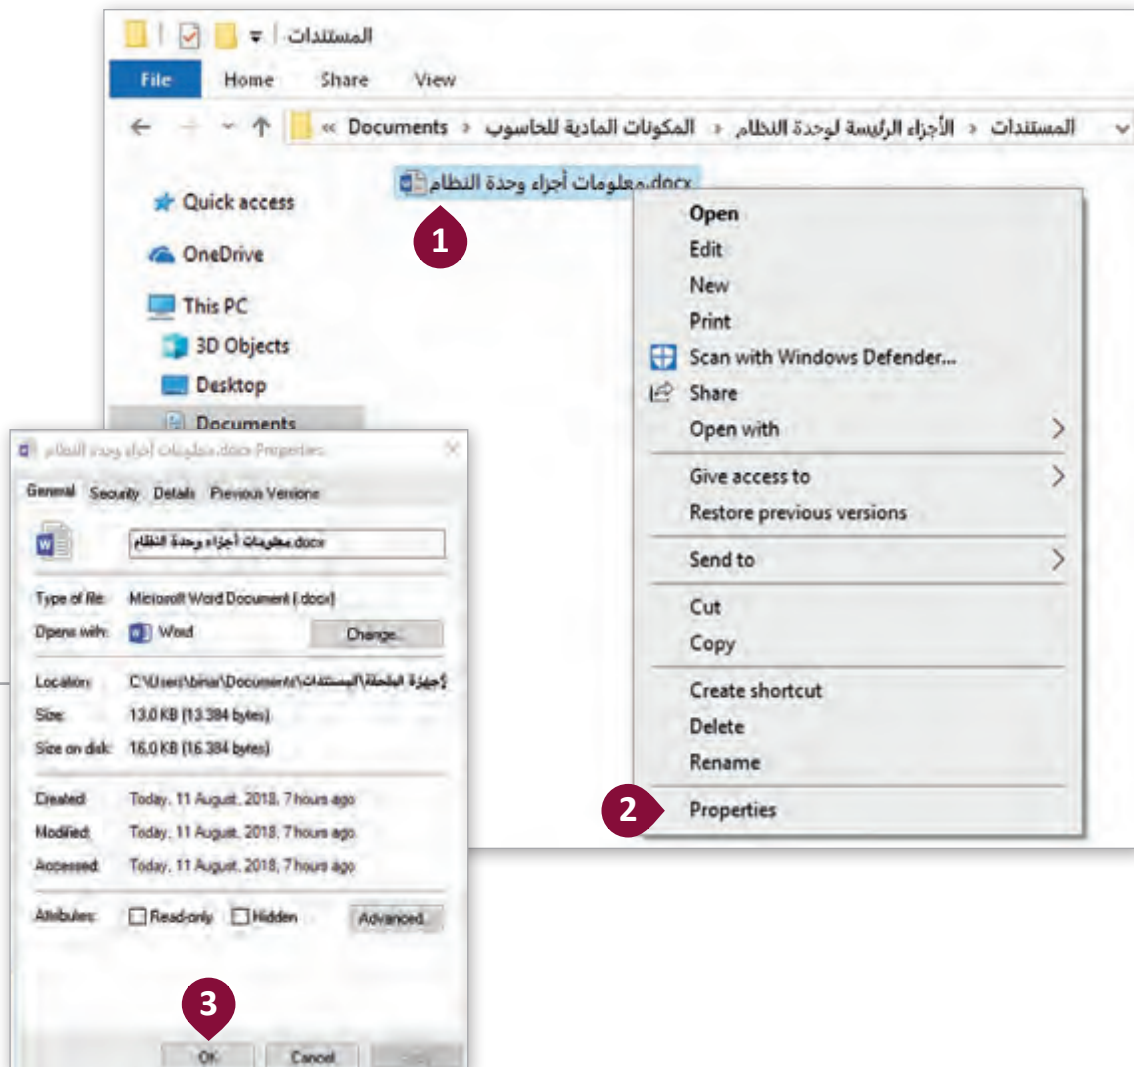 المستندات
File Home Share View
« Documents › المكونات المادية للحاسوب › الأجزاء الرئيسة لوحدة النظام › المستندات
معلومات أجزاء وحدة النظام.docx
1
Quick access
OneDrive
This PC
3D Objects
Desktop
Documents
Open
Edit
New
Print
Scan with Windows Defender...
Share
Open with
Give access to
Restore previous versions
Send to
Cut
Copy
Create shortcut
Delete
Rename
2
Properties
معلومات أجزاء وحدة النظام.docx Properties
General Security Details Previous Versions
معلومات أجزاء وحدة النظام.docx
Type of file: Microsoft Word Document (.docx)
Opens with: Word Change...
Location: C:\Users\binar\Documents\المستندات\
Size: 13.0 KB (13.384 bytes)
Size on disk: 16.0 KB (16.384 bytes)
Created: Today, 11 August, 2018, 7 hours ago
Modified: Today, 11 August, 2018, 7 hours ago
Accessed: Today, 11 August, 2018, 7 hours ago
Attributes: Read-only Hidden Advanced...
3
OK Cancel